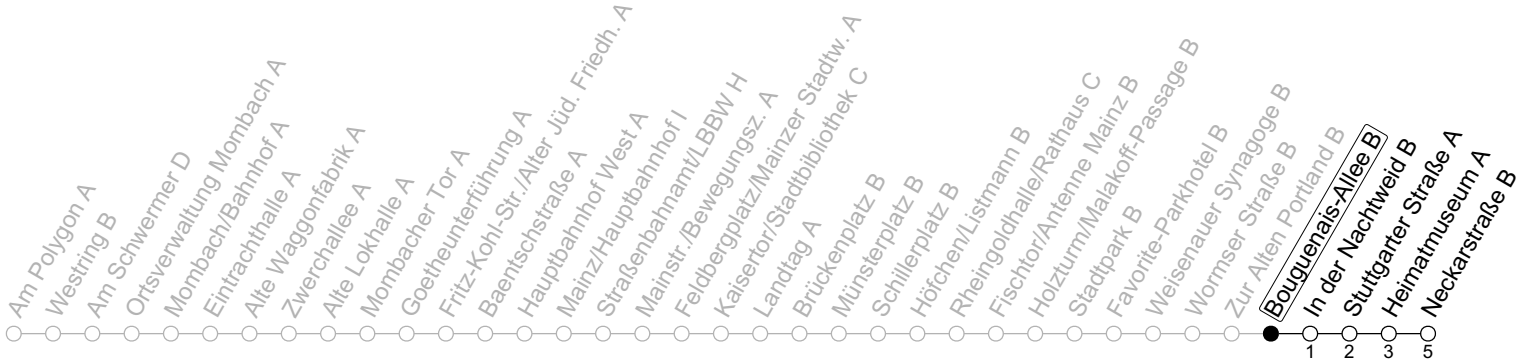 Am Polygon A
Westring B
Am Schwermer D
Ortsverwaltung Mombach A
Mombach/Bahnhof A
Eintrachthalle A
Alte Waggonfabrik A
Zwerchallee A
Alte Lokhalle A
Mombacher Tor A
Goetheunterführung A
Fritz-Kohl-Str./Alter Jüd. Friedh. A
Baentschstraße A
Hauptbahnhof West A
Mainz/Hauptbahnhof I
Straßenbahnamt/LBBW H
Mainstr./Bewegungsz. A
Feldbergplatz/Mainzer Stadtw. A
Kaisertor/Stadtbibliothek C
Landtag A
Brückenplatz B
Münsterplatz B
Schillerplatz B
Höfchen/Listmann B
Rheingoldhalle/Rathaus C
Fischtor/Antenne Mainz B
Holzturm/Malakoff-Passage B
Stadtpark B
Favorite-Parkhotel B
Weisenauer Synagoge B
Wormser Straße B
Zur Alten Portland B
Bouguenais-Allee B
In der Nachtweid B
Stuttgarter Straße A
Heimatmuseum A
Neckarstraße B
1 2 3 5